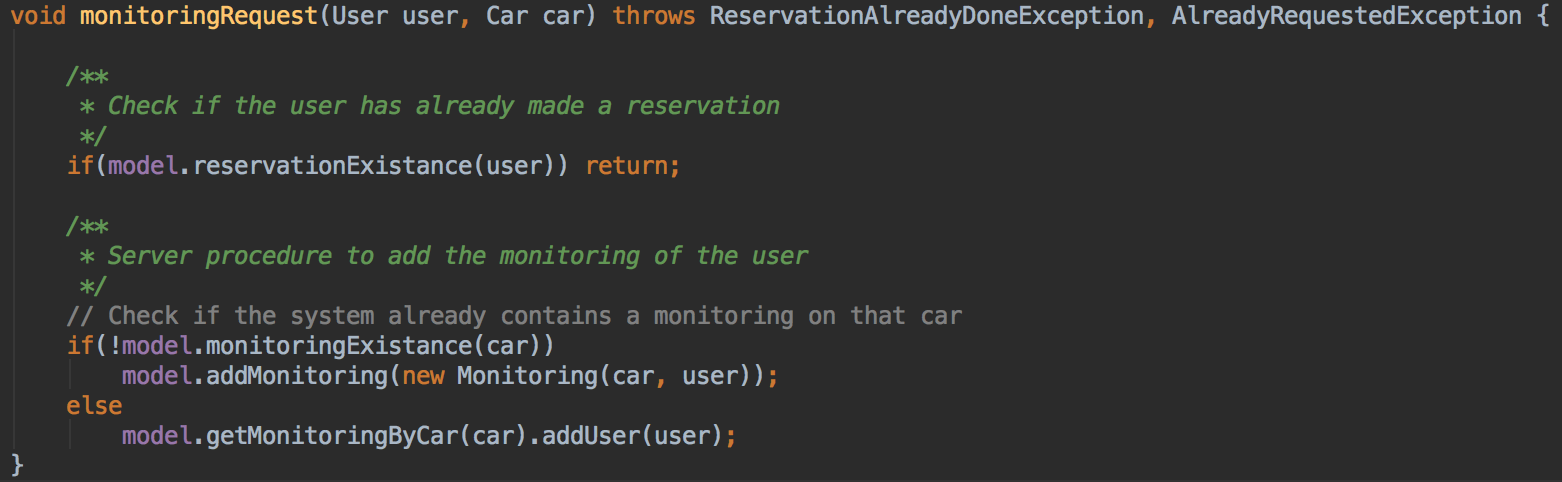 void monitoringRequest(User user, Car car) throws ReservationAlreadyDoneException, AlreadyRequestedException {
/**
* Check if the user has already made a reservation
*/
if(model.reservationExistance(user)) return;
/**
* Server procedure to add the monitoring of the user
*/
// Check if the system already contains a monitoring on that car
if(!model.monitoringExistance(car))
model.addMonitoring(new Monitoring(car, user));
else
model.getMonitoringByCar(car).addUser(user);
}